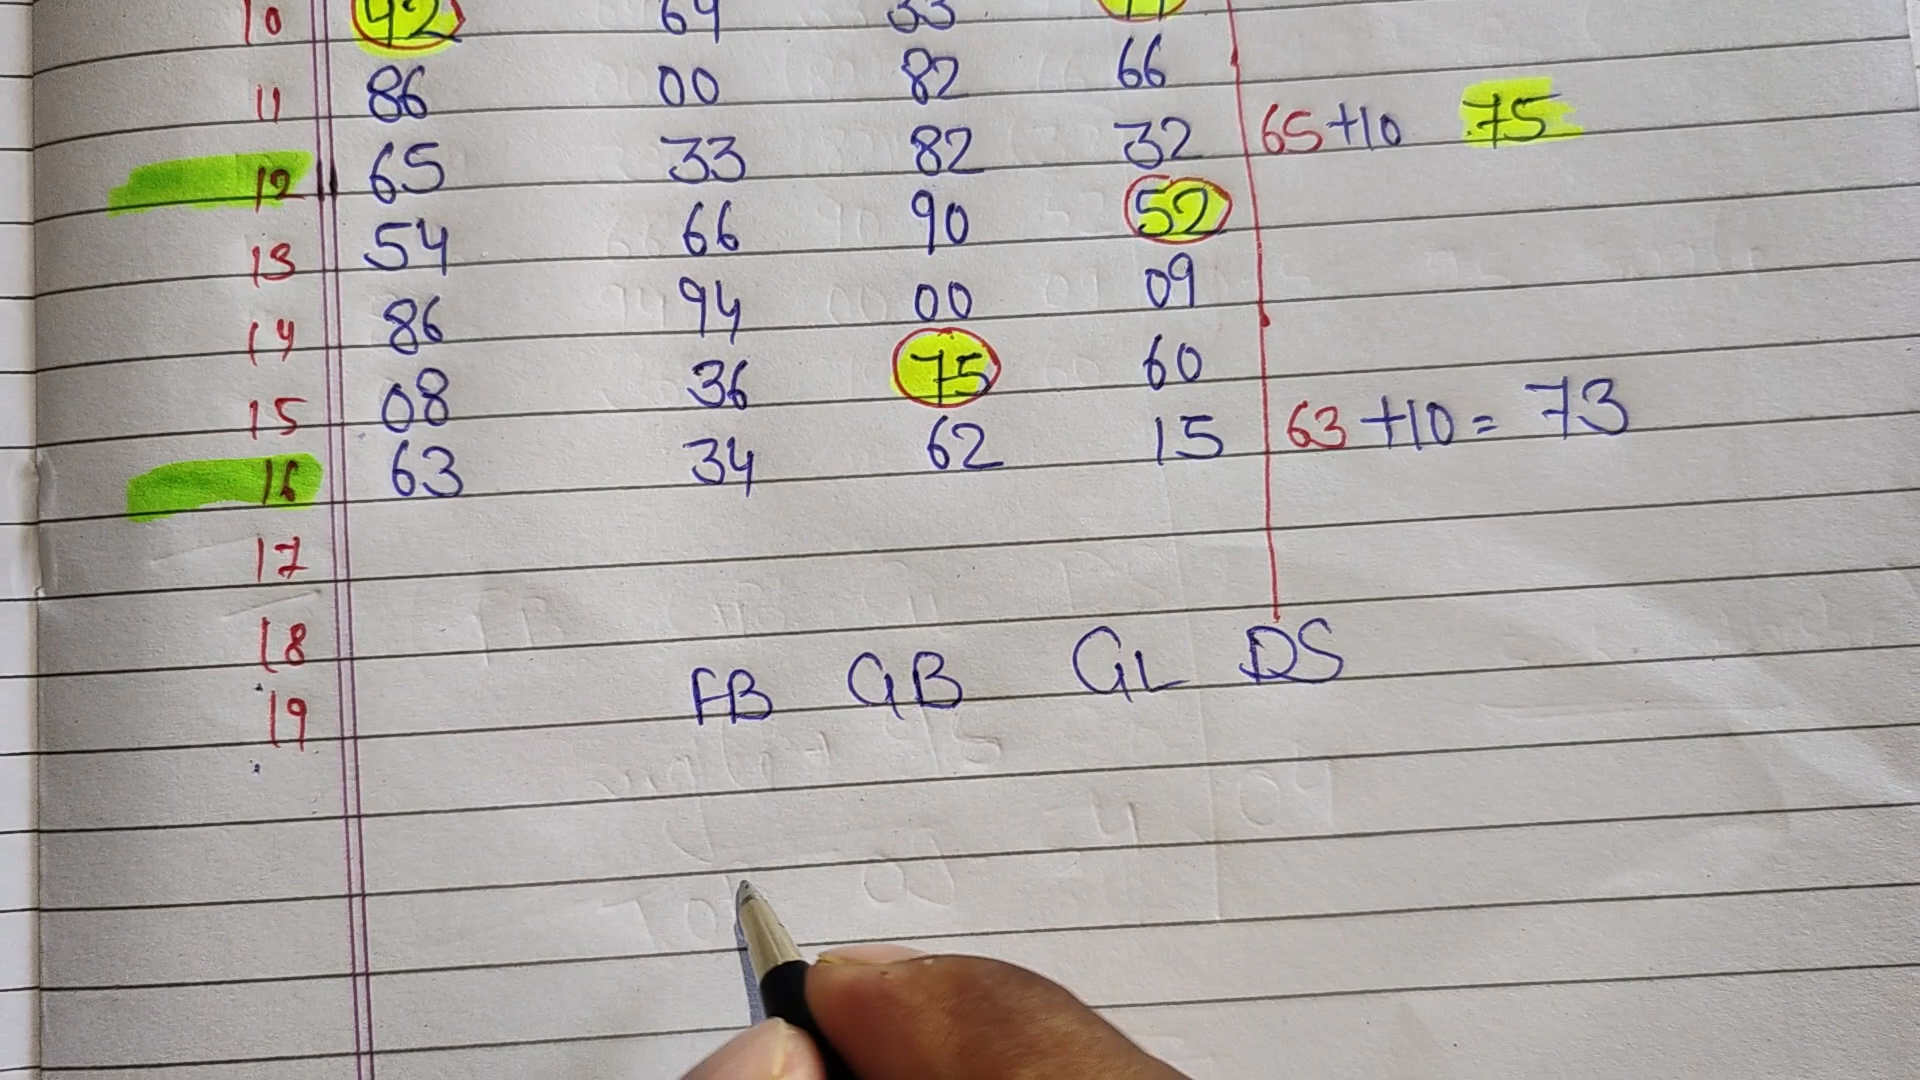 10 42 64 33
11 86 00 82 66
12 65 33 82 32 65+10 75
13 54 66 90 52
14 86 94 00 09
15 08 36 75 60
16 63 34 62 15 63+10= 73
17
18
19 FB GB GL DS